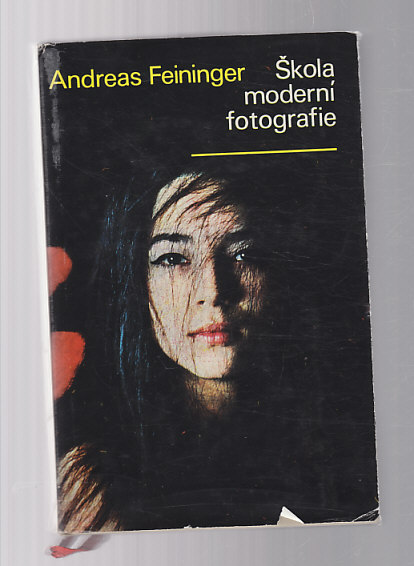 Andreas Feininger
Škola
moderní
fotografie